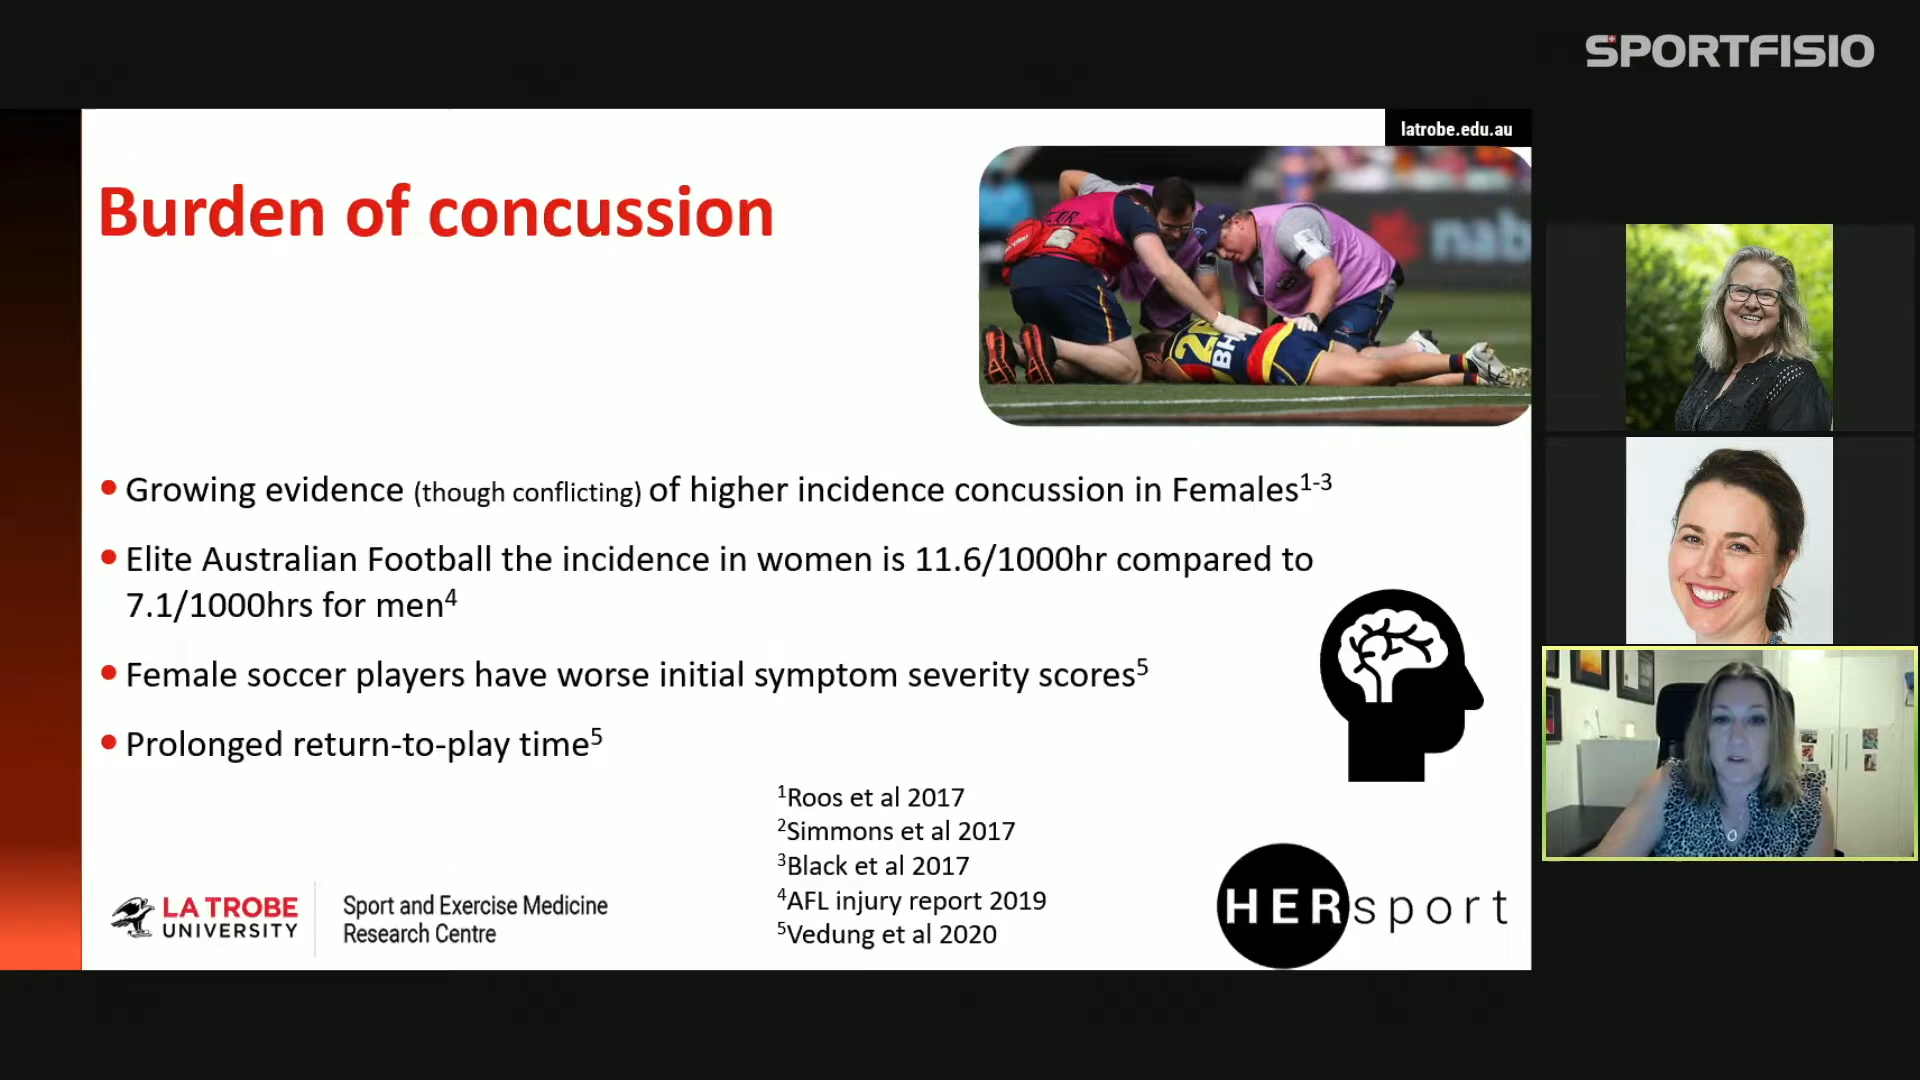 SPORTFISIO
latrobe.edu.au
Burden of concussion
nab
25
BH
• Growing evidence (though conflicting) of higher incidence concussion in Females1-3
• Elite Australian Football the incidence in women is 11.6/1000hr compared to
7.1/1000hrs for men4
• Female soccer players have worse initial symptom severity scores5
• Prolonged return-to-play time5
1Roos et al 2017
2Simmons et al 2017
3Black et al 2017
4AFL injury report 2019
5Vedung et al 2020
LA TROBE
UNIVERSITY
Sport and Exercise Medicine
Research Centre
HERsport